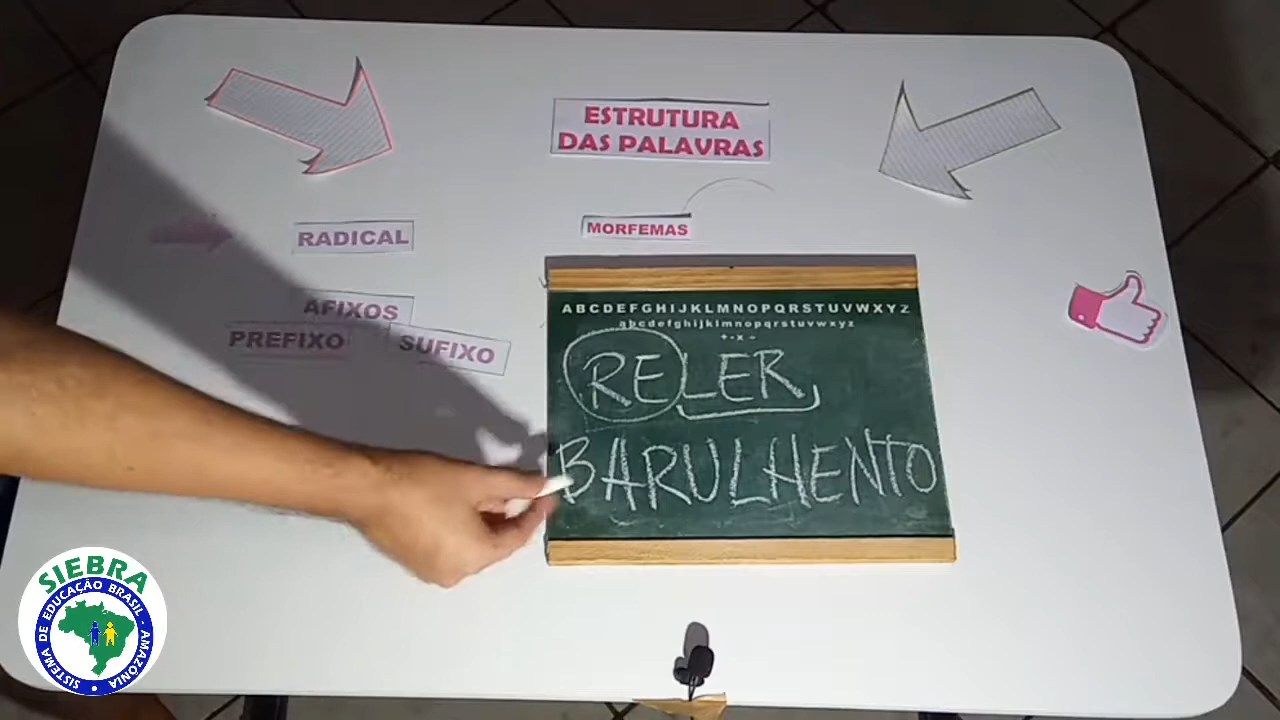 ESTRUTURA
DAS PALAVRAS
MORFEMAS
RADICAL
AFIXOS
PREFIXO
SUFIXO
ABCDEFGHIJKLMNOPQRSTUVWXYZ
abcdefghijklmnopqrstuvwxyz
+-x÷
RELER
BARULHENTO
SIEBRA
SISTEMA DE EDUCAÇÃO BRASIL - AMAZÔNIA